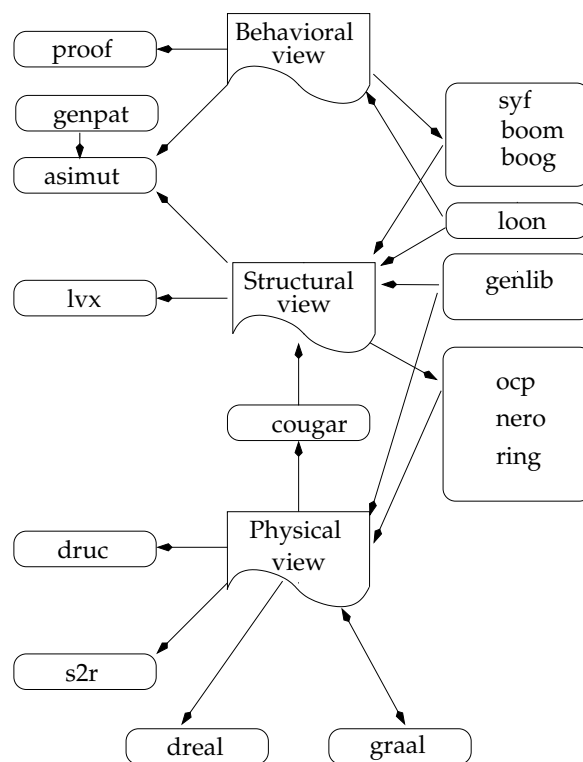 proof
Behavioral
view
genpat
asimut
syf
boom
boog
loon
lvx
Structural
view
genlib
cougar
ocp
nero
ring
druc
Physical
view
s2r
dreal
graal